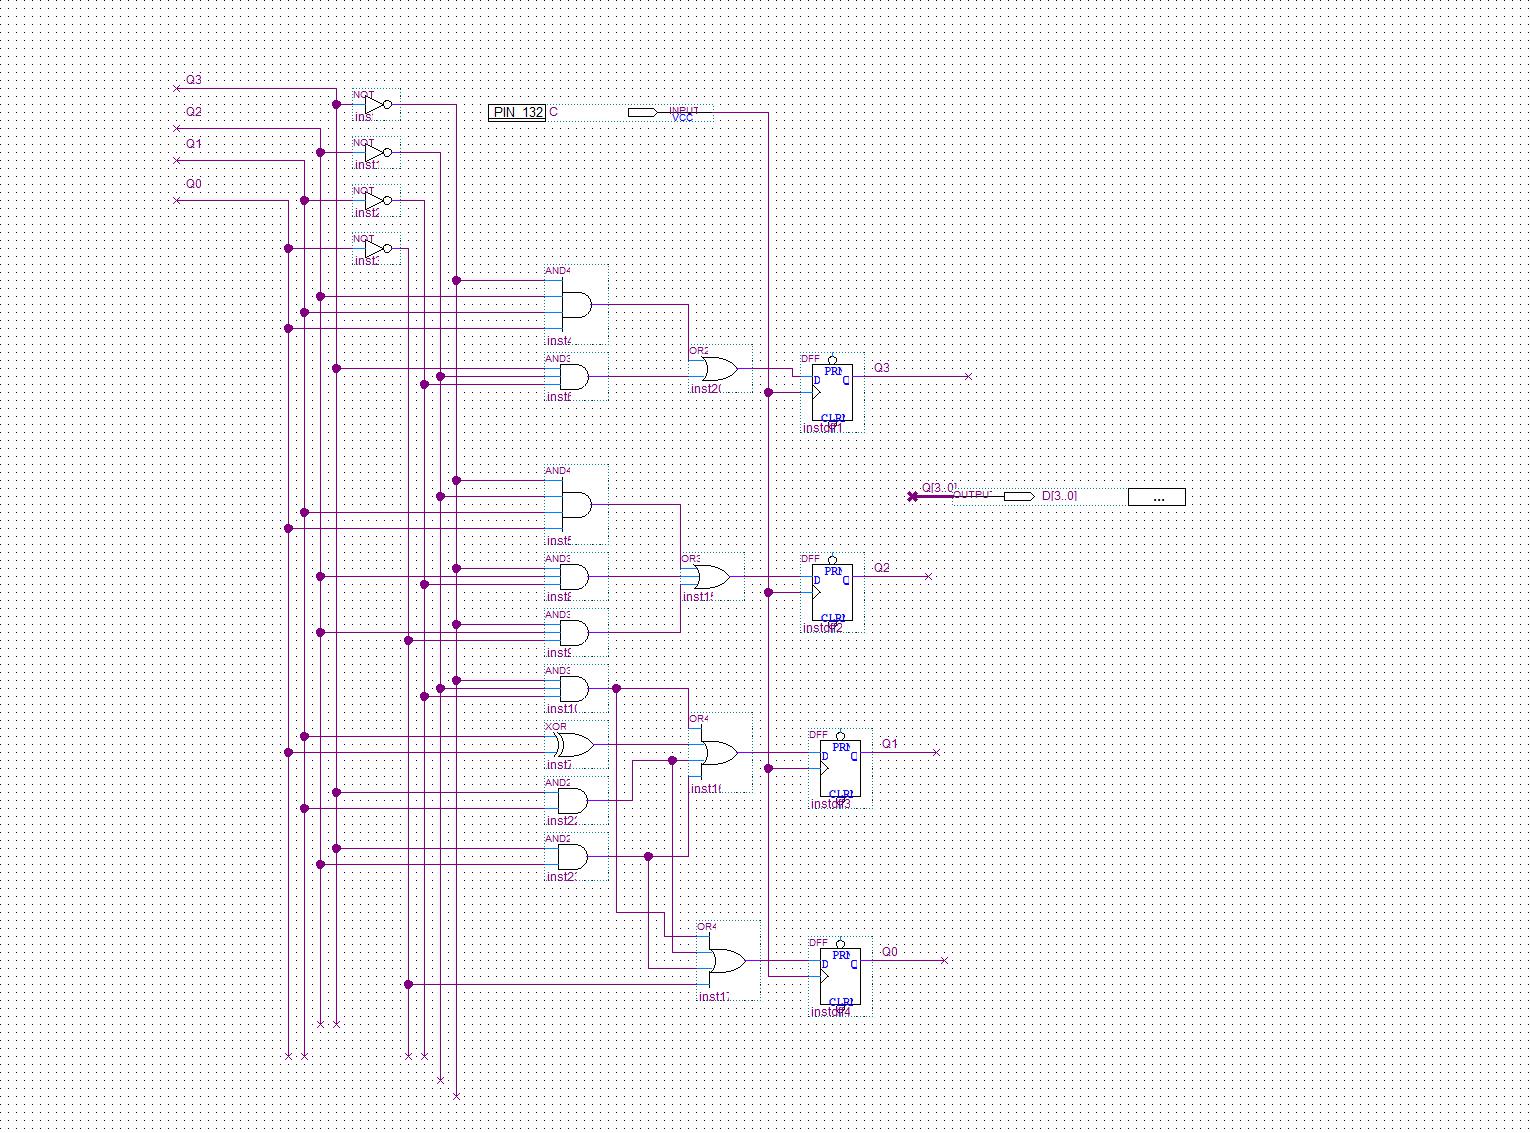 Q3
NOT
inst
PIN_132 C INPUT
VCC
Q2
NOT
inst
Q1
NOT
inst2
Q0
NOT
inst
AND4
inst4
OR2
inst20
AND3
inst6
DFF
PRN
D Q
CLRN
instdff1
Q3
AND4
inst5
Q[3..0] OUTPUT D[3..0] ...
AND3
inst8
OR3
inst15
DFF
PRN
D Q
CLRN
instdff2
Q2
AND3
inst9
AND3
inst10
XOR
inst7
OR4
inst16
DFF
PRN
D Q
CLRN
instdff3
Q1
AND2
inst22
AND2
inst2
OR4
inst17
DFF
PRN
D Q
CLRN
instdff4
Q0